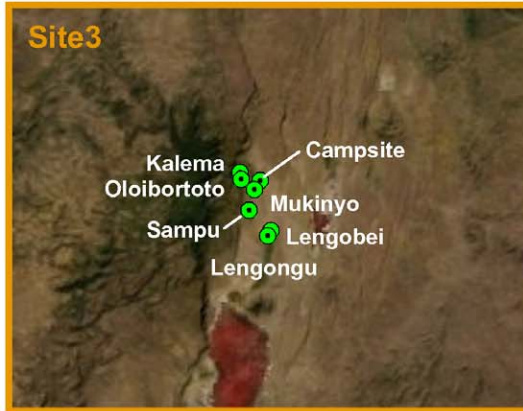 Site3
Kalema
Campsite
Oloibortoto
Mukinyo
Sampu
Lengobei
Lengongu